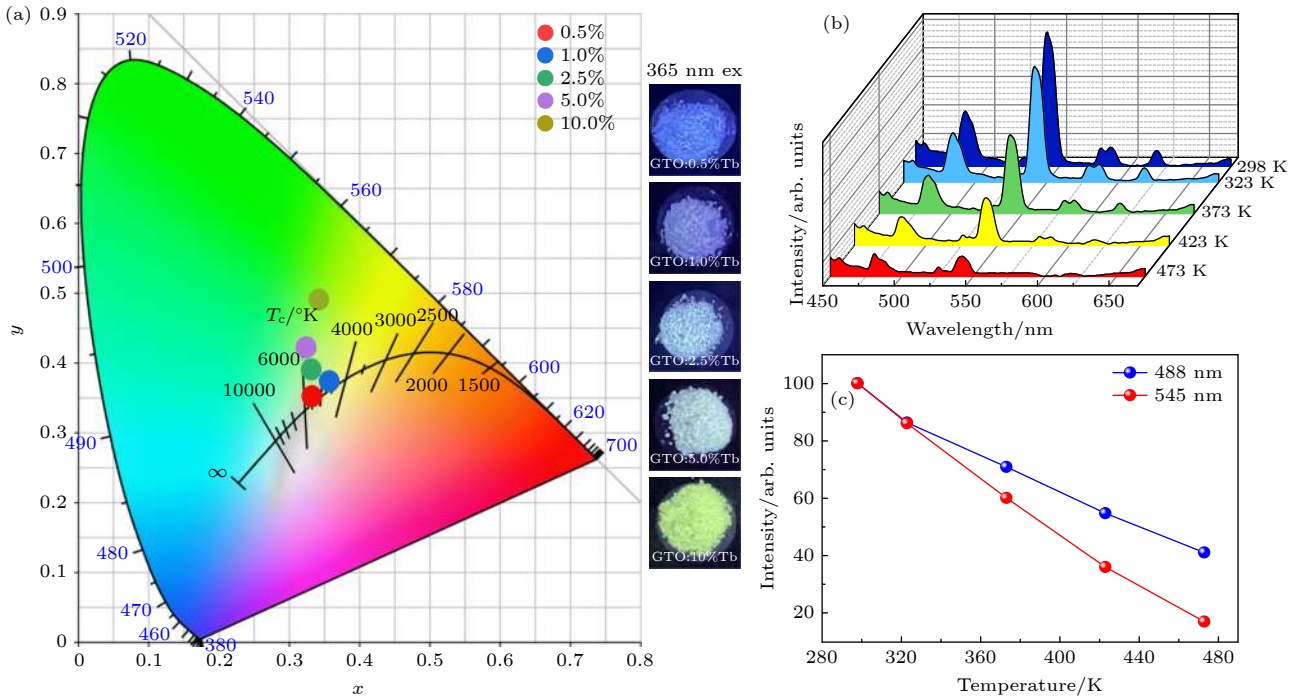 (a)
0.9
0.8
0.7
0.6
0.5
0.4
0.3
0.2
0.1
0
y
0
0.1
0.2
0.3
0.4
0.5
0.6
0.7
0.8
x
520
540
560
580
600
620
700
500
490
480
470
460
380
0.5%
1.0%
2.5%
5.0%
10.0%
Tc/°K
10000
6000
4000
3000
2500
2000
1500
∞
365 nm ex
GTO:0.5%Tb
GTO:1.0%Tb
GTO:2.5%Tb
GTO:5.0%Tb
GTO:10%Tb
(b)
Intensity/arb. units
298 K
323 K
373 K
423 K
473 K
450
500
550
600
650
Wavelength/nm
(c)
488 nm
545 nm
Intensity/arb. units
100
80
60
40
20
280
320
360
400
440
480
Temperature/K